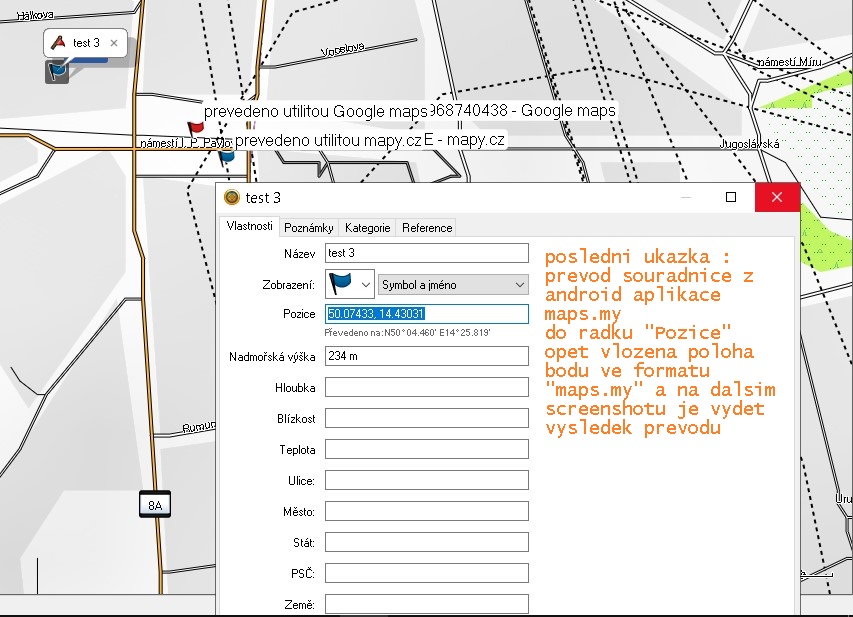 Hálkova
test 3
Vocelova
náměstí Míru
prevedeno utilitou Google maps 968740438 - Google maps
náměstí I. P. Pavlo
prevedeno utilitou mapy.cz E - mapy.cz
Jugoslávská
test 3
Vlastnosti Poznámky Kategorie Reference
Název test 3
Zobrazení: Symbol a jméno
Pozice 50.07433, 14.43031
Převedeno na: N50°04.460' E14°25.819'
Nadmořská výška 234 m
Hloubka
Blízkost
Teplota
Ulice:
Město:
Stát:
PSČ:
Země:
posledni ukazka :
prevod souradnice z
android aplikace
maps.my
do radku "Pozice"
opet vlozena poloha
bodu ve formatu
"maps.my" a na dalsim
screenshotu je vydet
vysledek prevodu
Rumun
8A
Uru